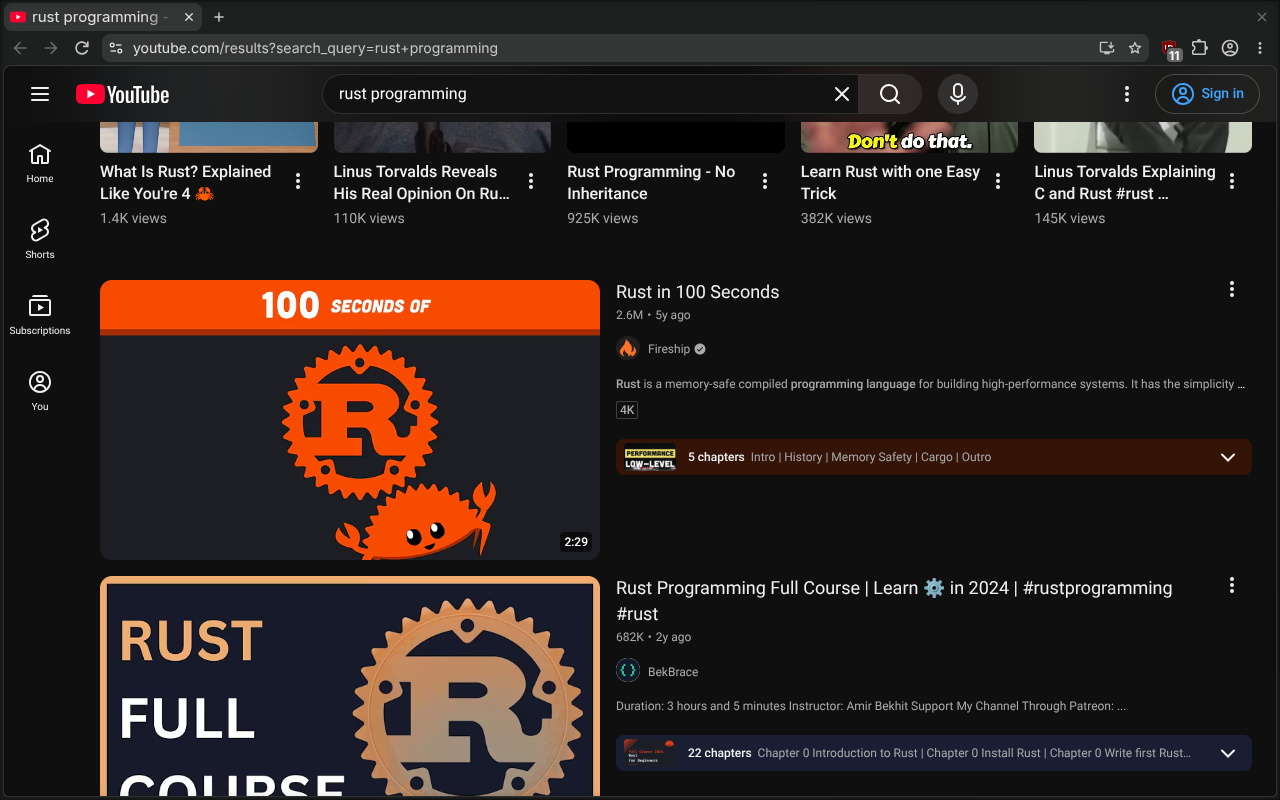 rust programming -
youtube.com/results?search_query=rust+programming
11
YouTube
rust programming
Sign in
Home
Shorts
Subscriptions
You
Don't do that.
What Is Rust? Explained
Like You're 4 🦀
1.4K views
Linus Torvalds Reveals
His Real Opinion On Ru...
110K views
Rust Programming - No
Inheritance
925K views
Learn Rust with one Easy
Trick
382K views
Linus Torvalds Explaining
C and Rust #rust ...
145K views
100 SECONDS OF
R
2:29
Rust in 100 Seconds
2.6M • 5y ago
Fireship
Rust is a memory-safe compiled programming language for building high-performance systems. It has the simplicity ...
4K
PERFORMANCE
LOW-LEVEL
5 chapters Intro | History | Memory Safety | Cargo | Outro
RUST
FULL
COURSE
R
Rust Programming Full Course | Learn ⚙️ in 2024 | #rustprogramming
#rust
682K • 2y ago
BekBrace
Duration: 3 hours and 5 minutes Instructor: Amir Bekhit Support My Channel Through Patreon: ...
22 chapters Chapter 0 Introduction to Rust | Chapter 0 Install Rust | Chapter 0 Write first Rust...